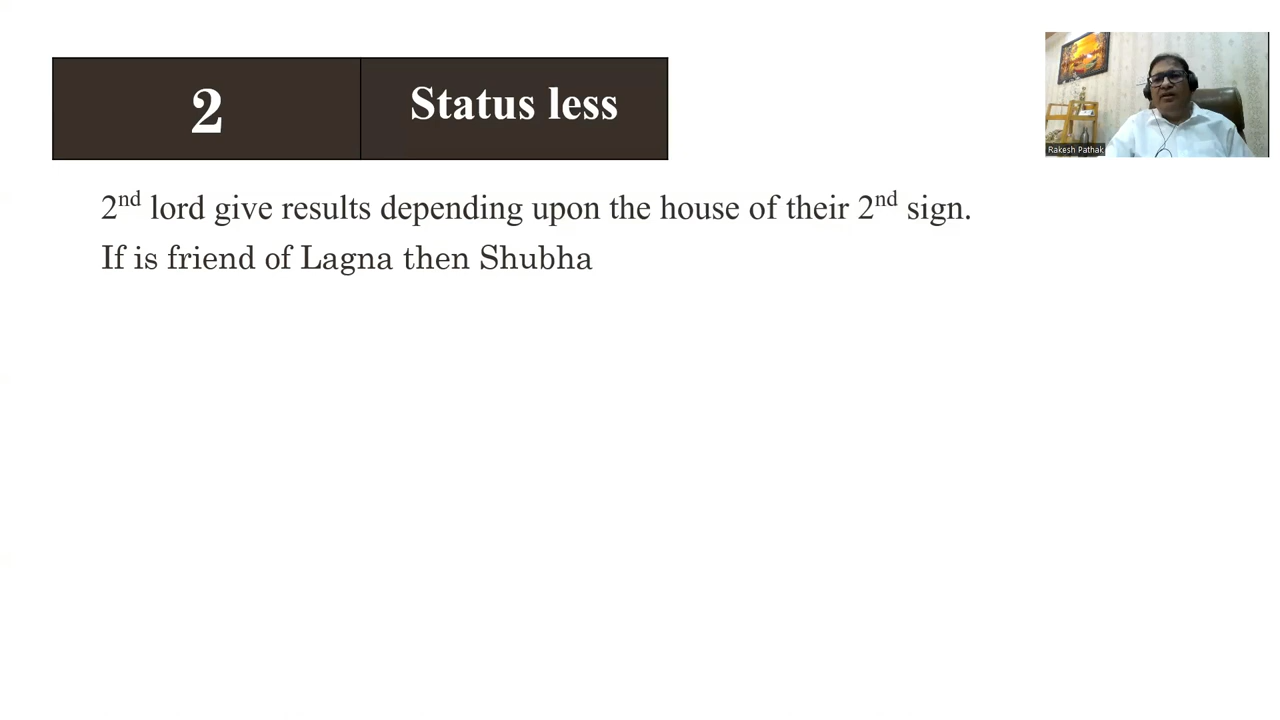 2
Status less
Rakesh Pathak
2nd lord give results depending upon the house of their 2nd sign.
If is friend of Lagna then Shubha